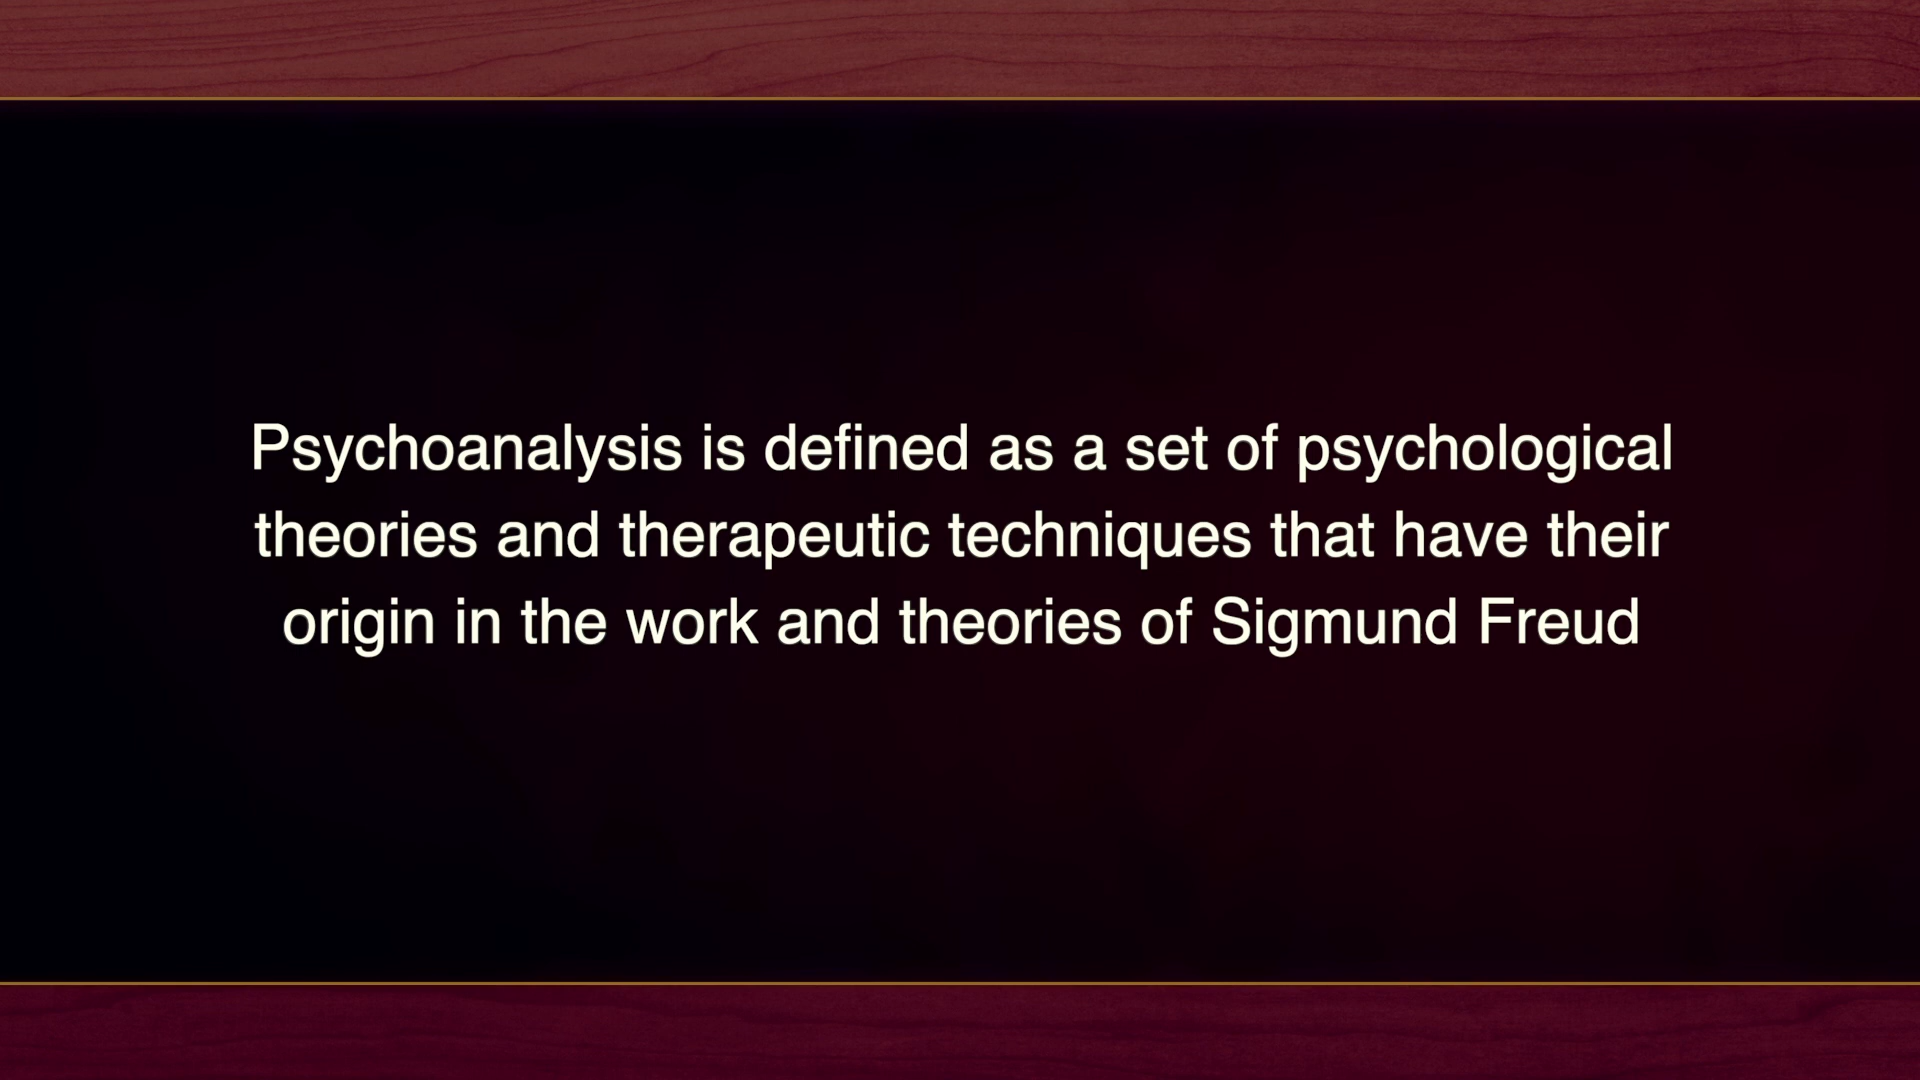 Psychoanalysis is defined as a set of psychological
theories and therapeutic techniques that have their
origin in the work and theories of Sigmund Freud